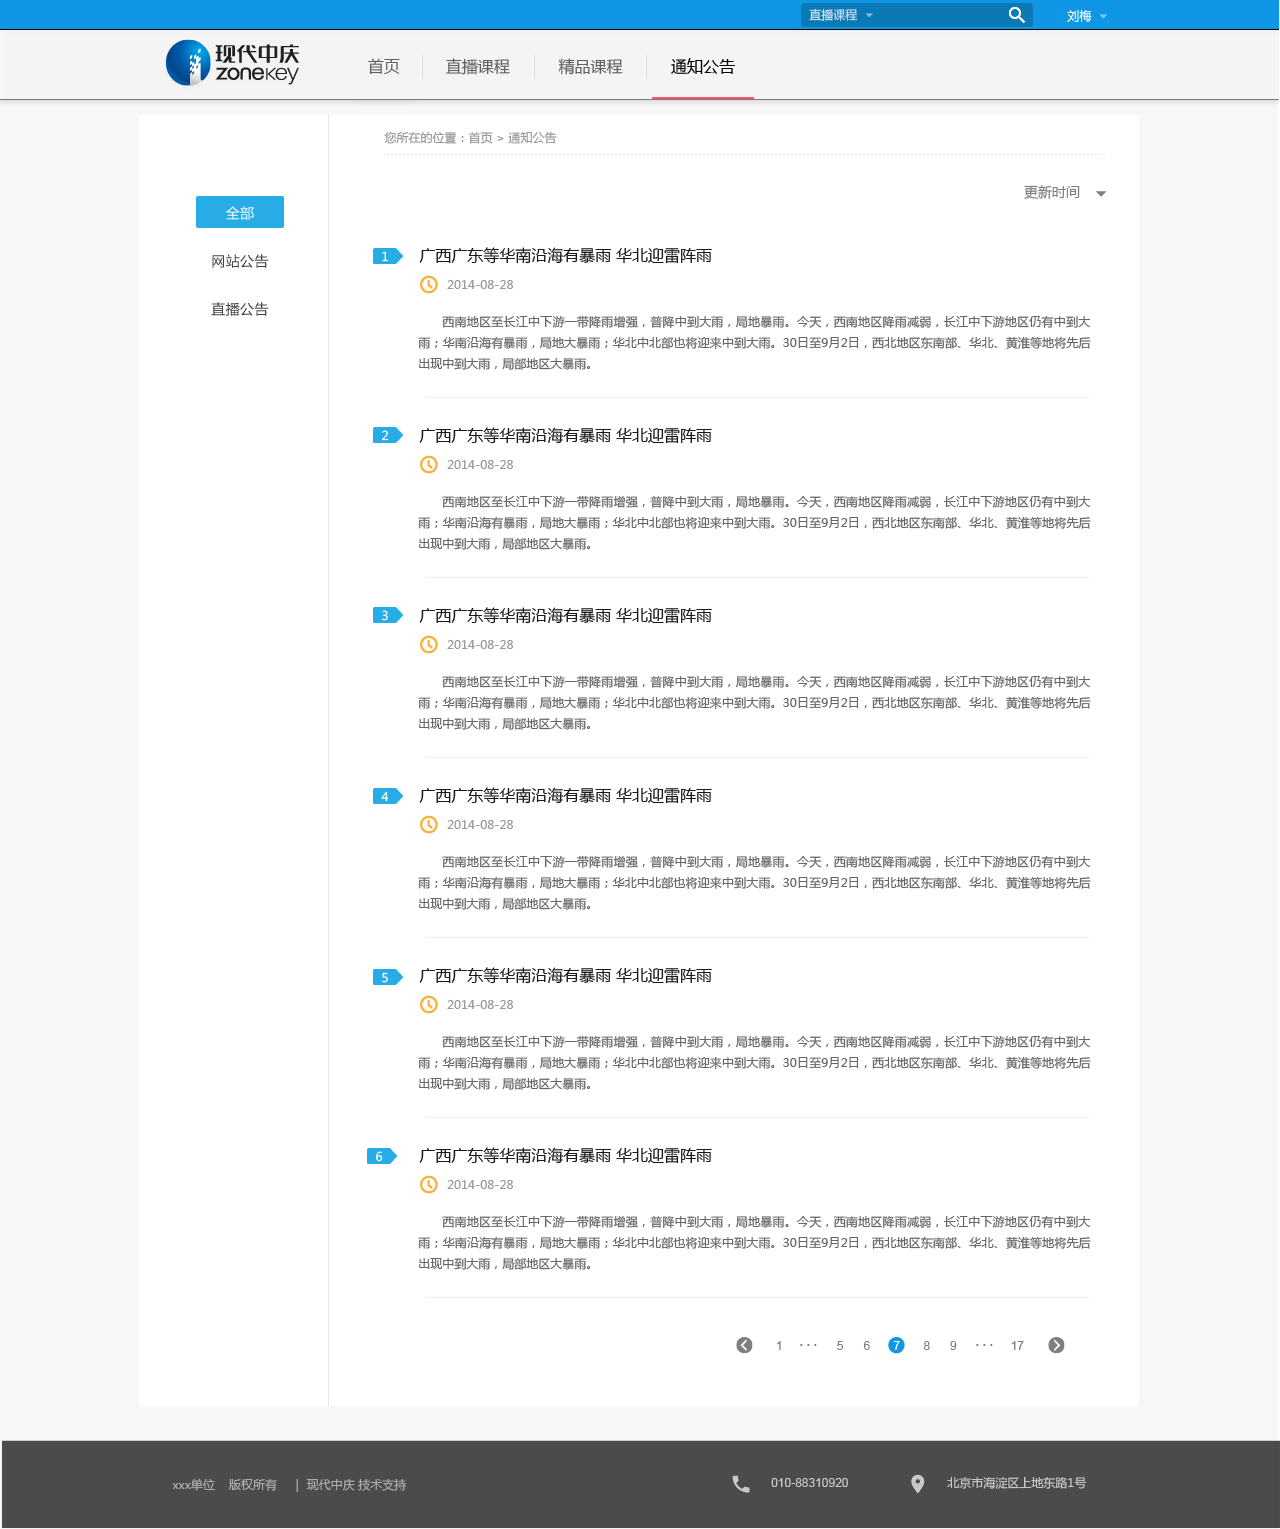 直播课程
刘梅
现代中庆
zonekey
首页 直播课程 精品课程 通知公告
您所在的位置：首页 > 通知公告
更新时间
全部
网站公告
直播公告
1 广西广东等华南沿海有暴雨 华北迎雷阵雨
2014-08-28
西南地区至长江中下游一带降雨增强，普降中到大雨，局地暴雨。今天，西南地区降雨减弱，长江中下游地区仍有中到大
雨；华南沿海有暴雨，局地大暴雨；华北中北部也将迎来中到大雨。30日至9月2日，西北地区东南部、华北、黄淮等地将先后
出现中到大雨，局部地区大暴雨。
2 广西广东等华南沿海有暴雨 华北迎雷阵雨
2014-08-28
西南地区至长江中下游一带降雨增强，普降中到大雨，局地暴雨。今天，西南地区降雨减弱，长江中下游地区仍有中到大
雨；华南沿海有暴雨，局地大暴雨；华北中北部也将迎来中到大雨。30日至9月2日，西北地区东南部、华北、黄淮等地将先后
出现中到大雨，局部地区大暴雨。
3 广西广东等华南沿海有暴雨 华北迎雷阵雨
2014-08-28
西南地区至长江中下游一带降雨增强，普降中到大雨，局地暴雨。今天，西南地区降雨减弱，长江中下游地区仍有中到大
雨；华南沿海有暴雨，局地大暴雨；华北中北部也将迎来中到大雨。30日至9月2日，西北地区东南部、华北、黄淮等地将先后
出现中到大雨，局部地区大暴雨。
4 广西广东等华南沿海有暴雨 华北迎雷阵雨
2014-08-28
西南地区至长江中下游一带降雨增强，普降中到大雨，局地暴雨。今天，西南地区降雨减弱，长江中下游地区仍有中到大
雨；华南沿海有暴雨，局地大暴雨；华北中北部也将迎来中到大雨。30日至9月2日，西北地区东南部、华北、黄淮等地将先后
出现中到大雨，局部地区大暴雨。
5 广西广东等华南沿海有暴雨 华北迎雷阵雨
2014-08-28
西南地区至长江中下游一带降雨增强，普降中到大雨，局地暴雨。今天，西南地区降雨减弱，长江中下游地区仍有中到大
雨；华南沿海有暴雨，局地大暴雨；华北中北部也将迎来中到大雨。30日至9月2日，西北地区东南部、华北、黄淮等地将先后
出现中到大雨，局部地区大暴雨。
6 广西广东等华南沿海有暴雨 华北迎雷阵雨
2014-08-28
西南地区至长江中下游一带降雨增强，普降中到大雨，局地暴雨。今天，西南地区降雨减弱，长江中下游地区仍有中到大
雨；华南沿海有暴雨，局地大暴雨；华北中北部也将迎来中到大雨。30日至9月2日，西北地区东南部、华北、黄淮等地将先后
出现中到大雨，局部地区大暴雨。
1 ··· 5 6 7 8 9 ··· 17
xxx单位 版权所有 | 现代中庆 技术支持 010-88310920 北京市海淀区上地东路1号